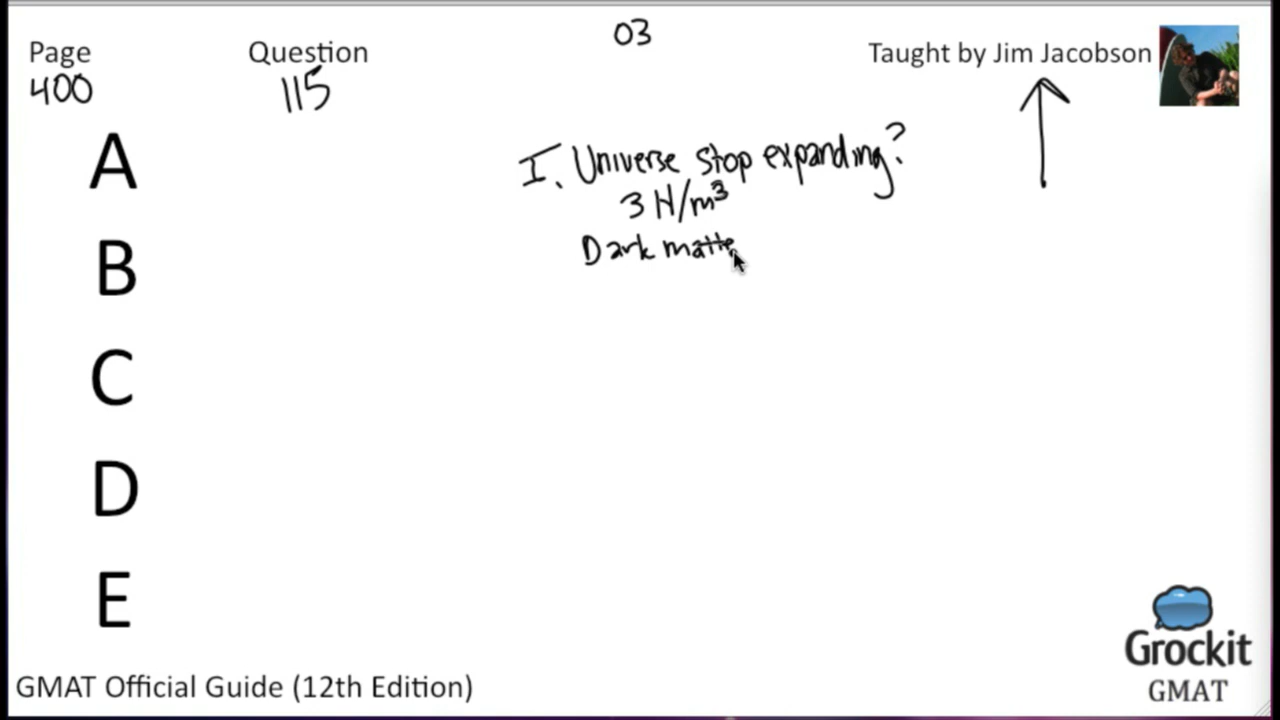 03
Page
Question
Taught by Jim Jacobson
400
115
A
I. Universe stop expanding?
3 H/m³
Dark matte
B
C
D
E
Grockit
GMAT
GMAT Official Guide (12th Edition)